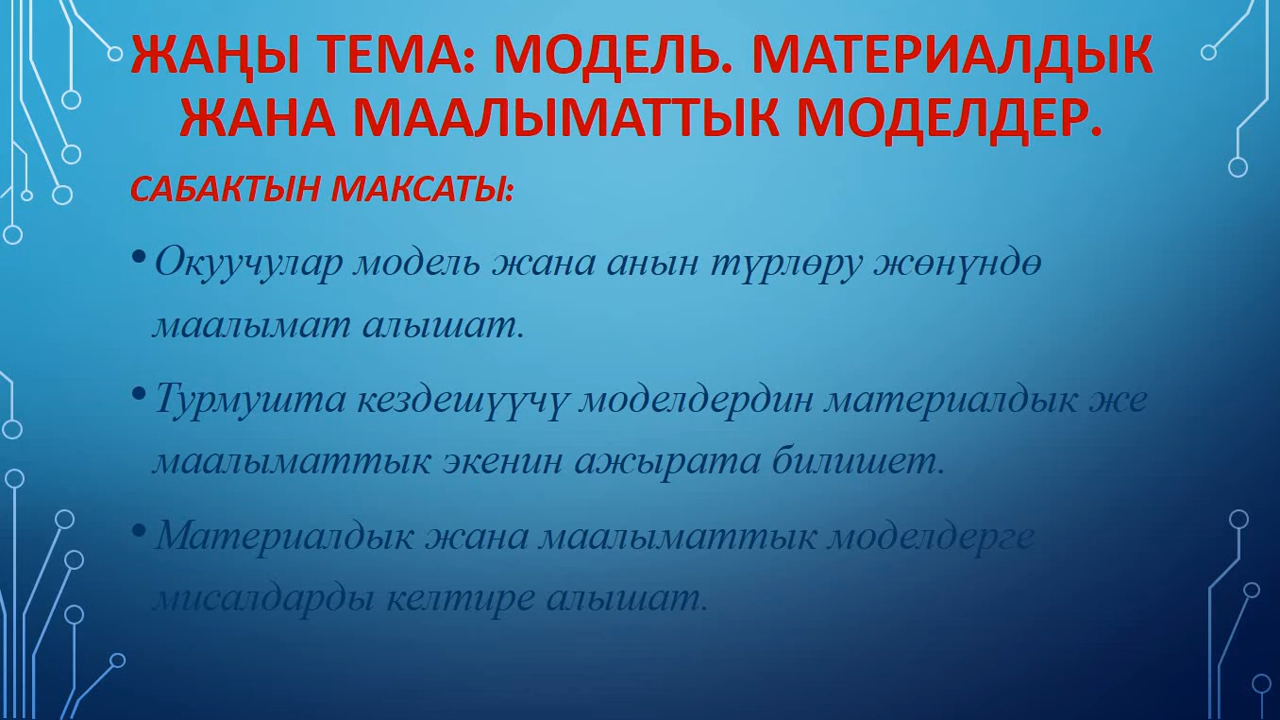 ЖАҢЫ ТЕМА: МОДЕЛЬ. МАТЕРИАЛДЫК
ЖАНА МААЛЫМАТТЫК МОДЕЛДЕР.
САБАКТЫН МАКСАТЫ:
• Окуучулар модель жана анын түрлөрү жөнүндө
маалымат алышат.
• Турмушта кездешүүчү моделдердин материалдык же
маалыматтык экенин ажырата билишет.
• Материалдык жана маалыматтык моделдерге
мисалдарды келтире алышат.